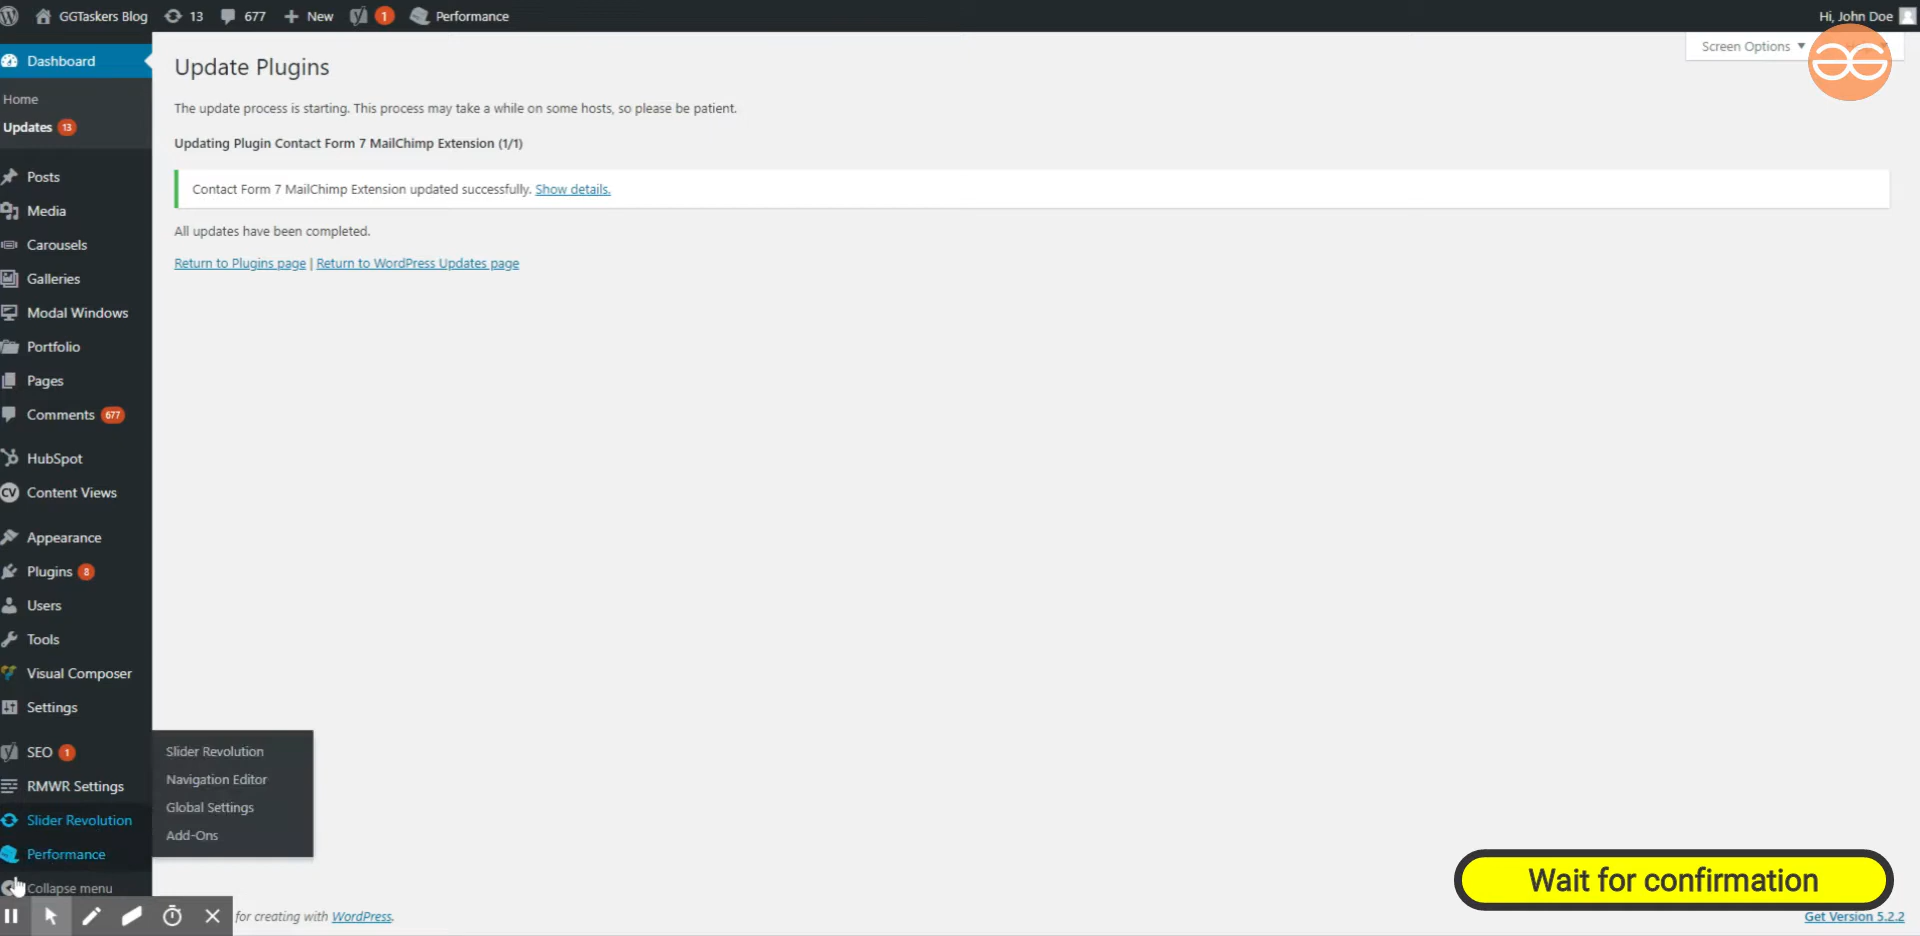 GGTaskers Blog 13 677 New 1 Performance Hi, John Doe
Screen Options
Dashboard
Home
Updates 13
Posts
Media
Carousels
Galleries
Modal Windows
Portfolio
Pages
Comments 677
HubSpot
Content Views
Appearance
Plugins 8
Users
Tools
Visual Composer
Settings
SEO 1
RMWR Settings
Slider Revolution
Performance
Collapse menu
Update Plugins
The update process is starting. This process may take a while on some hosts, so please be patient.
Updating Plugin Contact Form 7 MailChimp Extension (1/1)
Contact Form 7 MailChimp Extension updated successfully. Show details.
All updates have been completed.
Return to Plugins page | Return to WordPress Updates page
Slider Revolution
Navigation Editor
Global Settings
Add-Ons
Wait for confirmation
for creating with WordPress.
Get Version 5.2.2